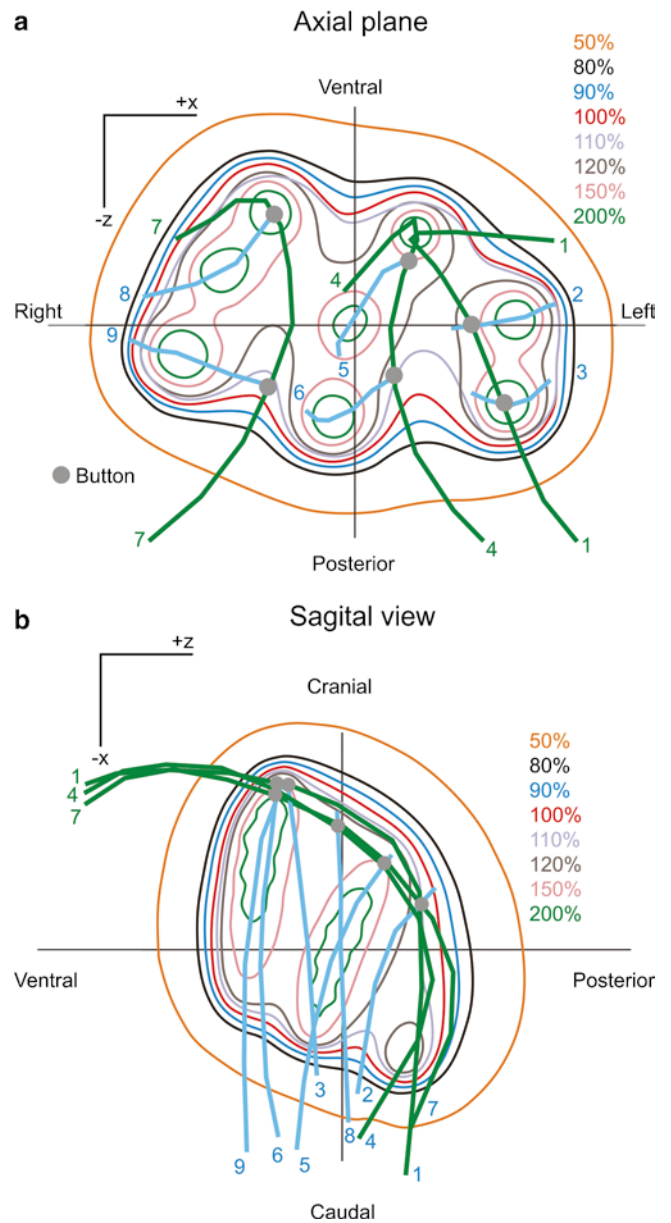 a
Axial plane
50%
80%
90%
100%
110%
120%
150%
200%
+x
-z
Ventral
7
1
4
8
2
Right
Left
9
5
3
6
Button
7
4
1
Posterior
b
Sagital view
+z
-x
Cranial
50%
80%
90%
100%
110%
120%
150%
200%
1
4
7
Ventral
Posterior
3
2
7
8
4
9
6
5
1
Caudal